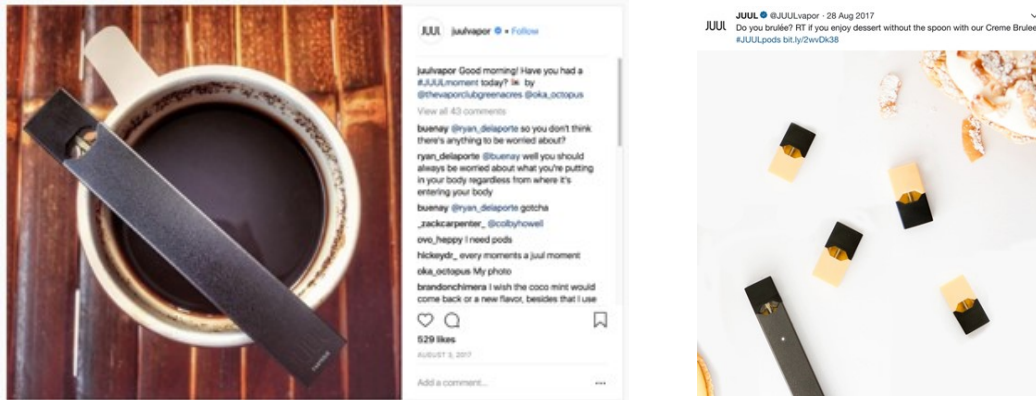 JUUL
juulvapor • Follow
juulvapor Good morning! Have you had a
#JUULmoment today? by
@thevaporclubgreenacres @oka_octopus
View all 43 comments
buenay @ryan_delaporte so you don't think
there's anything to be worried about?
ryan_delaporte @buenay well you should
always be worried about what you're putting
in your body regardless from where it's
entering your body
buenay @ryan_delaporte gotcha
_zackcarpenter_ @colbyhowell
ovo_heppy I need pods
hickeydr_ every moments a juul moment
oka_octopus My photo
brandonchimera I wish the coco mint would
come back or a new flavor, besides that I use
529 likes
AUGUST 3, 2017
Add a comment...
JUUL
JUUL @JUULvapor · 28 Aug 2017
Do you brulée? RT if you enjoy dessert without the spoon with our Creme Brulee
#JUULpods bit.ly/2wvDk38